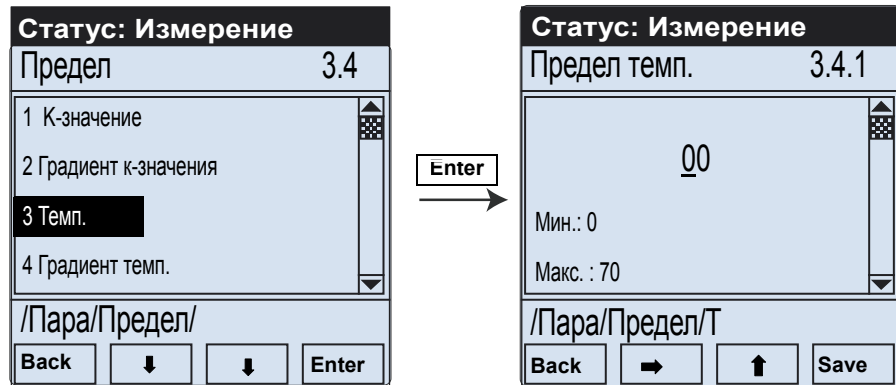 Статус: Измерение
Предел 3.4
1 К-значение
2 Градиент к-значения
3 Темп.
4 Градиент темп.
/Пара/Предел/
Back ⬇ ⬇ Enter
Enter
Статус: Измерение
Предел темп. 3.4.1
00
Мин.: 0
Макс. : 70
/Пара/Предел/Т
Back ➡ ⬆ Save